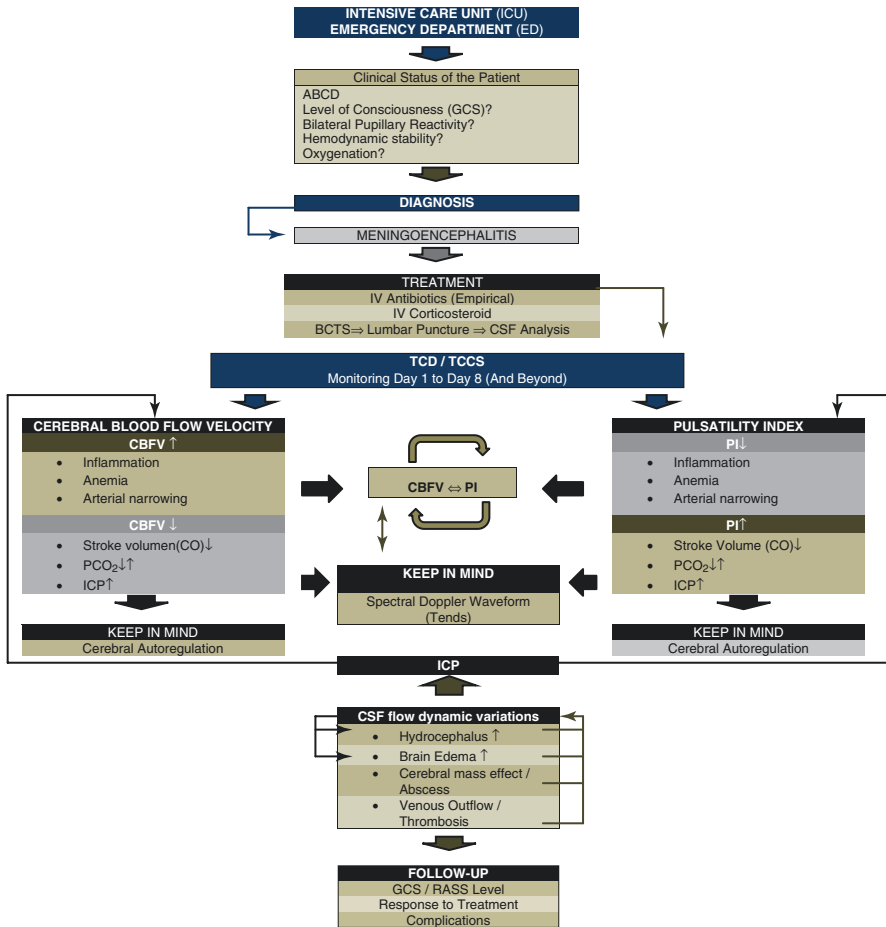 INTENSIVE CARE UNIT (ICU)
EMERGENCY DEPARTMENT (ED)
Clinical Status of the Patient
ABCD
Level of Consciousness (GCS)?
Bilateral Pupillary Reactivity?
Hemodynamic stability?
Oxygenation?
DIAGNOSIS
MENINGOENCEPHALITIS
TREATMENT
IV Antibiotics (Empirical)
IV Corticosteroid
BCTS⇒ Lumbar Puncture ⇒ CSF Analysis
TCD / TCCS
Monitoring Day 1 to Day 8 (And Beyond)
CEREBRAL BLOOD FLOW VELOCITY
CBFV ↑
• Inflammation
• Anemia
• Arterial narrowing
CBFV ↓
• Stroke volumen(CO)↓
• PCO₂↓↑
• ICP↑
KEEP IN MIND
Cerebral Autoregulation
CBFV ⇔ PI
KEEP IN MIND
Spectral Doppler Waveform
(Tends)
PULSATILITY INDEX
PI↓
• Inflammation
• Anemia
• Arterial narrowing
PI↑
• Stroke Volume (CO)↓
• PCO₂↓↑
• ICP↑
KEEP IN MIND
Cerebral Autoregulation
ICP
CSF flow dynamic variations
• Hydrocephalus ↑
• Brain Edema ↑
• Cerebral mass effect /
Abscess
• Venous Outflow /
Thrombosis
FOLLOW-UP
GCS / RASS Level
Response to Treatment
Complications